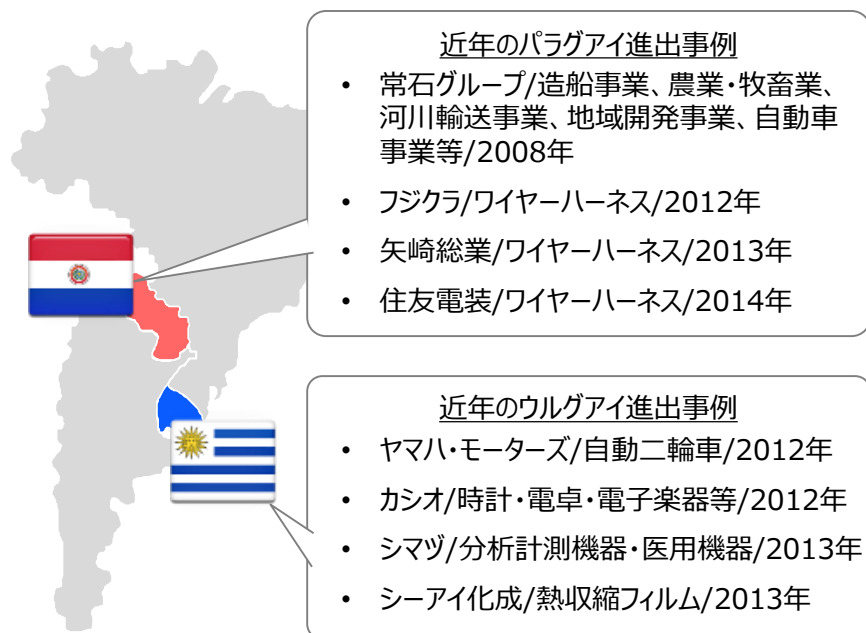 近年のパラグアイ進出事例
• 常石グループ/造船事業、農業・牧畜業、
河川輸送事業、地域開発事業、自動車
事業等/2008年
• フジクラ/ワイヤーハーネス/2012年
• 矢崎総業/ワイヤーハーネス/2013年
• 住友電装/ワイヤーハーネス/2014年
近年のウルグアイ進出事例
• ヤマハ・モーターズ/自動二輪車/2012年
• カシオ/時計・電卓・電子楽器等/2012年
• シマヅ/分析計測機器・医用機器/2013年
• シーアイ化成/熱収縮フィルム/2013年